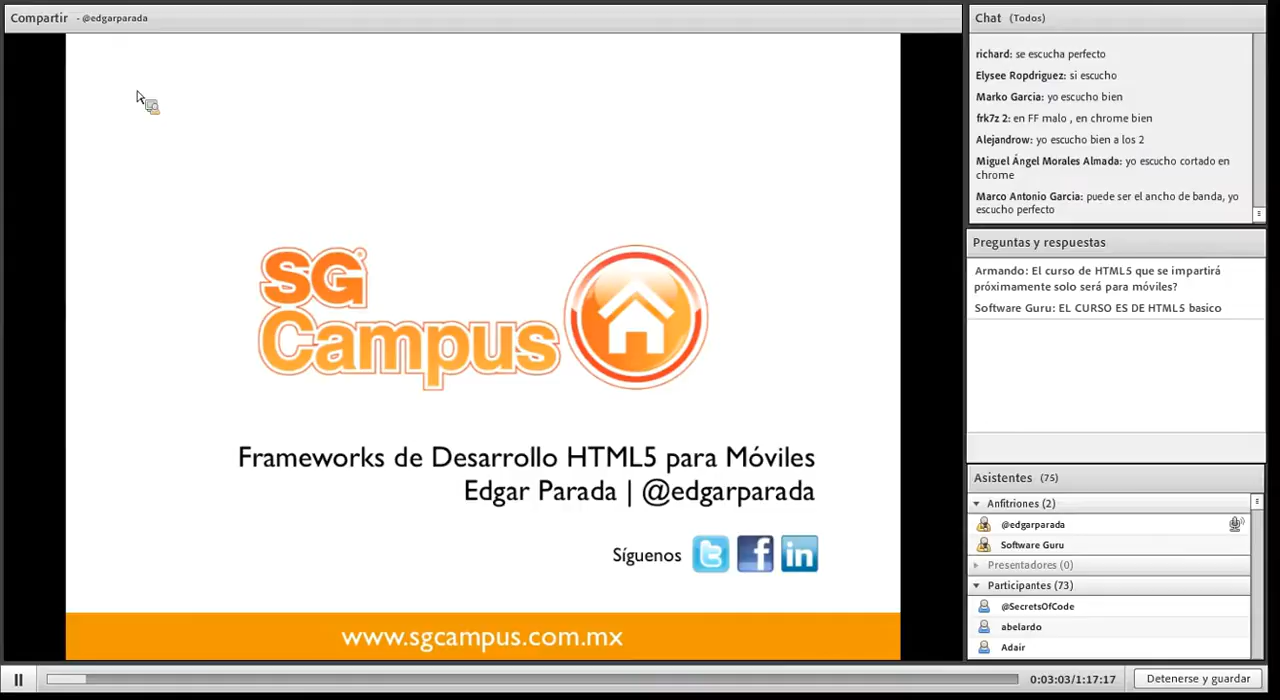 Compartir - @edgarparada
SG
Campus
Frameworks de Desarrollo HTML5 para Móviles
Edgar Parada | @edgarparada
Síguenos
www.sgcampus.com.mx
Chat (Todos)
richard: se escucha perfecto
Elysee Ropdriguez: si escucho
Marko Garcia: yo escucho bien
frk7z 2: en FF malo , en chrome bien
Alejandrow: yo escucho bien a los 2
Miguel Ángel Morales Almada: yo escucho cortado en
chrome
Marco Antonio Garcia: puede ser el ancho de banda, yo
escucho perfecto
Preguntas y respuestas
Armando: El curso de HTML5 que se impartirá
próximamente solo será para móviles?
Software Guru: EL CURSO ES DE HTML5 basico
Asistentes (75)
Anfitriones (2)
@edgarparada
Software Guru
Presentadores (0)
Participantes (73)
@SecretsOfCode
abelardo
Adair
0:03:03/1:17:17
Detenerse y guardar